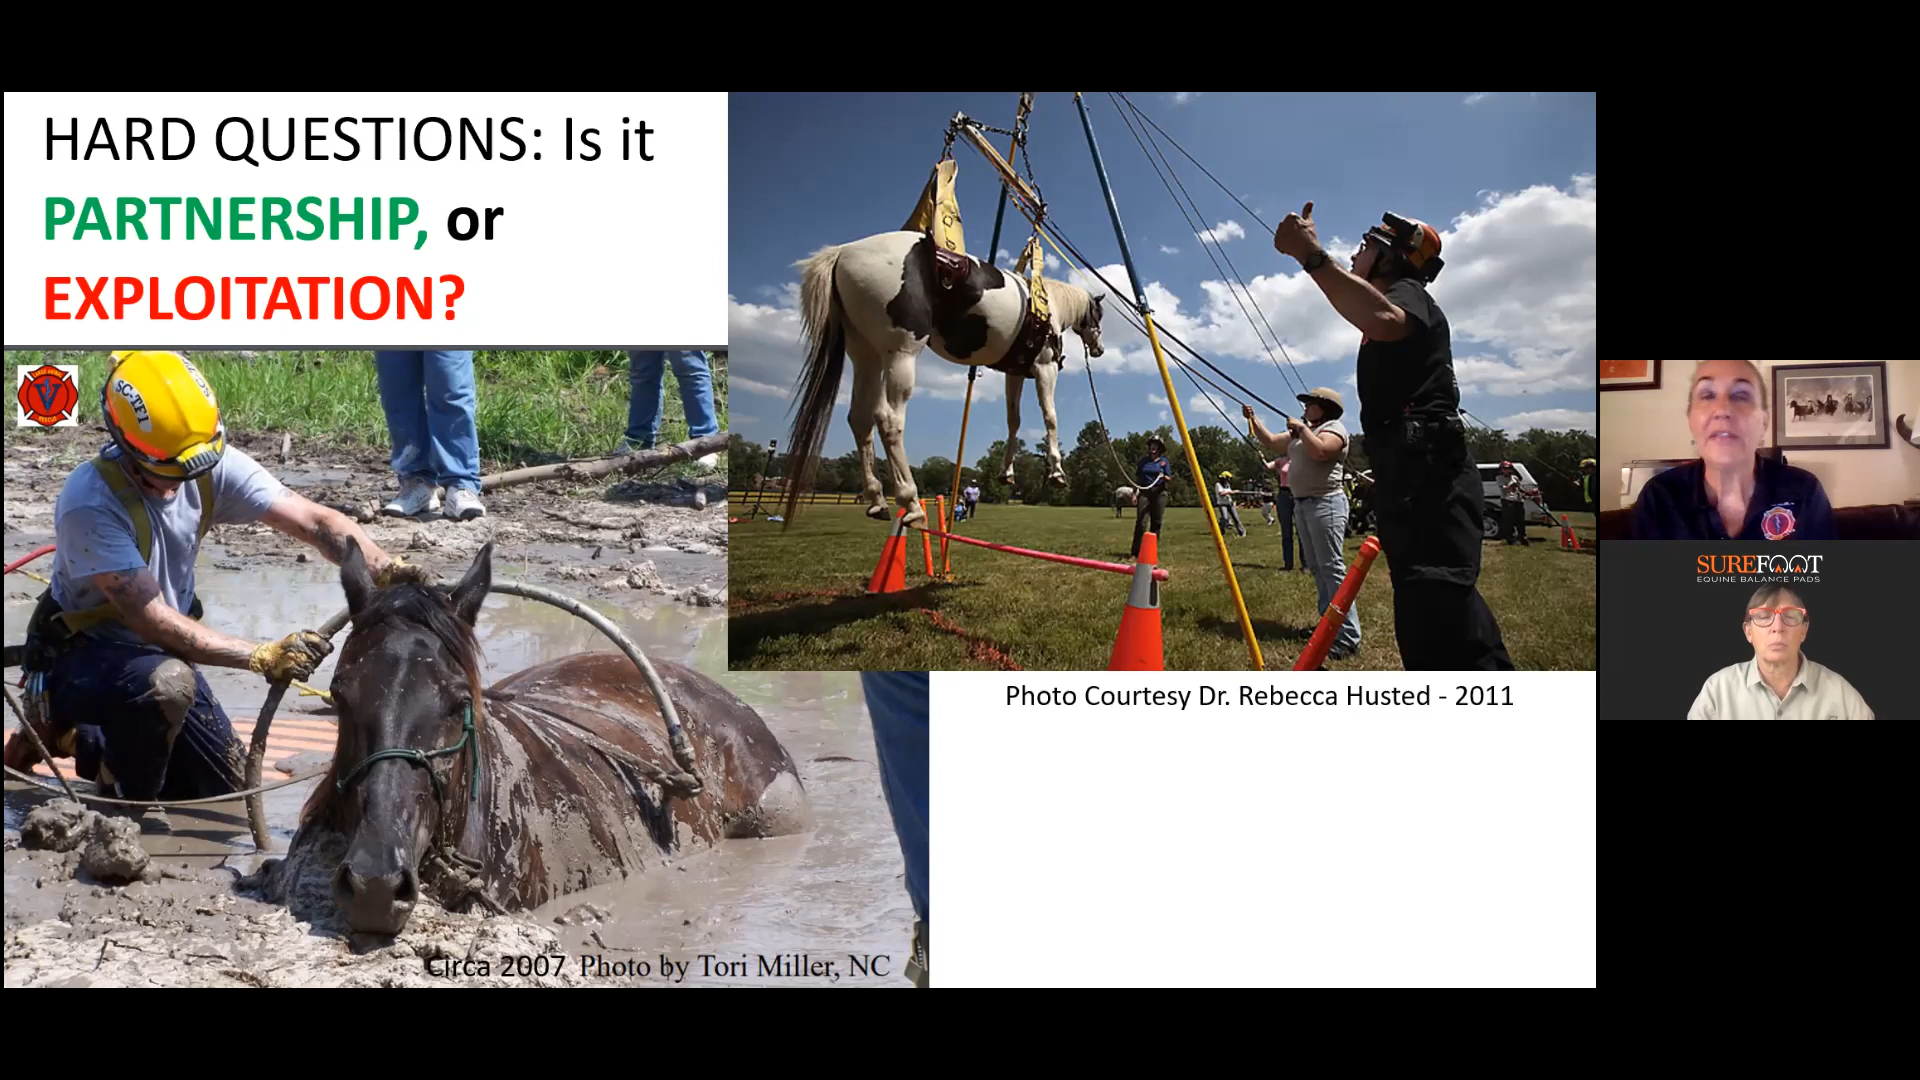 HARD QUESTIONS: Is it
PARTNERSHIP, or
EXPLOITATION?
SC-TF1
Photo Courtesy Dr. Rebecca Husted - 2011
Circa 2007 Photo by Tori Miller, NC
SUREFOOT
EQUINE BALANCE PADS